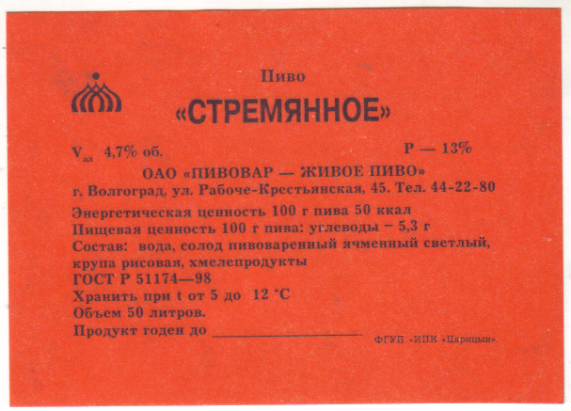 Пиво
«СТРЕМЯННОЕ»
Vал 4,7% об. Р — 13%
ОАО «ПИВОВАР — ЖИВОЕ ПИВО»
г. Волгоград, ул. Рабоче-Крестьянская, 45. Тел. 44-22-80
Энергетическая ценность 100 г пива 50 ккал
Пищевая ценность 100 г пива: углеводы – 5,3 г
Состав: вода, солод пивоваренный ячменный светлый,
крупа рисовая, хмелепродукты
ГОСТ Р 51174—98
Хранить при t от 5 до 12 °С
Объем 50 литров.
Продукт годен до
ФГУП «ИПК «Царицын».